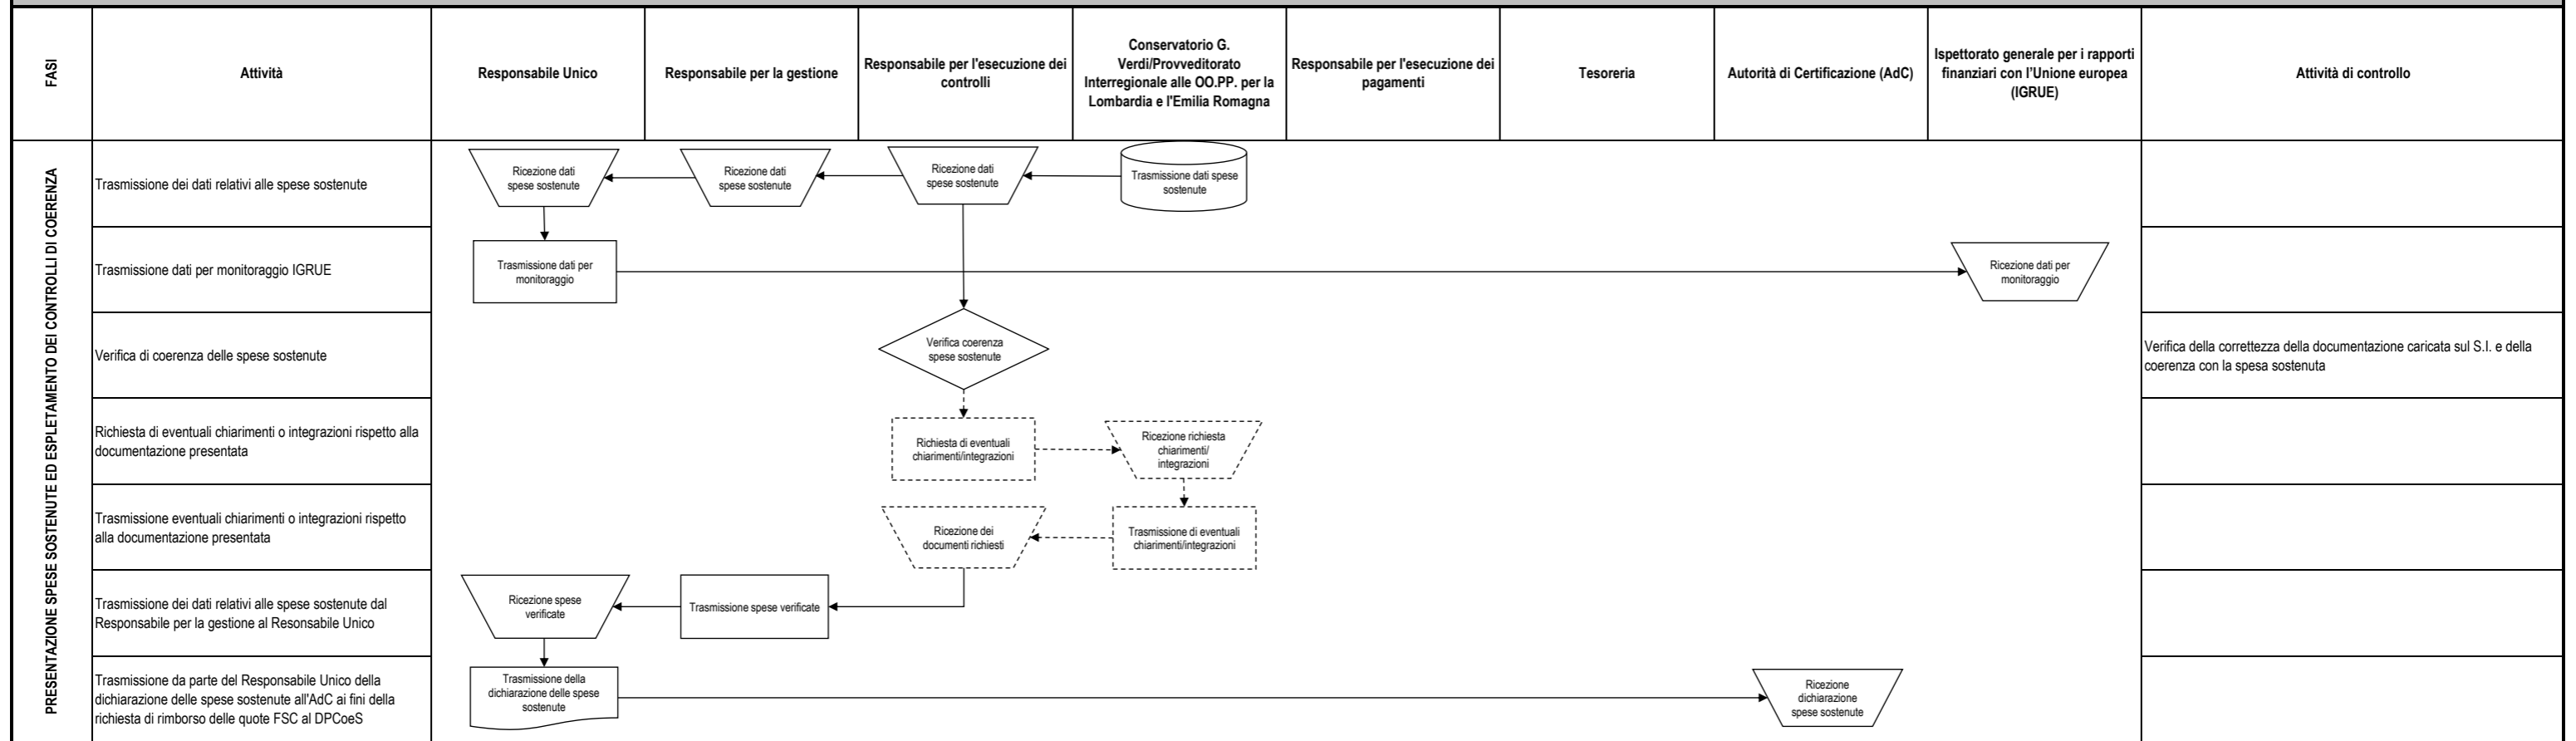 FASI
Attività
Responsabile Unico
Responsabile per la gestione
Responsabile per l'esecuzione dei
controlli
Conservatorio G.
Verdi/Provveditorato
Interregionale alle OO.PP. per la
Lombardia e l'Emilia Romagna
Responsabile per l'esecuzione dei
pagamenti
Tesoreria
Autorità di Certificazione (AdC)
Ispettorato generale per i rapporti
finanziari con l'Unione europea
(IGRUE)
Attività di controllo
PRESENTAZIONE SPESE SOSTENUTE ED ESPLETAMENTO DEI CONTROLLI DI COERENZA
Trasmissione dei dati relativi alle spese sostenute
Ricezione dati
spese sostenute
Ricezione dati
spese sostenute
Ricezione dati
spese sostenute
Trasmissione dati spese
sostenute
Trasmissione dati per monitoraggio IGRUE
Trasmissione dati per
monitoraggio
Ricezione dati per
monitoraggio
Verifica di coerenza delle spese sostenute
Verifica coerenza
spese sostenute
Verifica della correttezza della documentazione caricata sul S.I. e della
coerenza con la spesa sostenuta
Richiesta di eventuali chiarimenti o integrazioni rispetto alla
documentazione presentata
Richiesta di eventuali
chiarimenti/integrazioni
Ricezione richiesta
chiarimenti/
integrazioni
Trasmissione eventuali chiarimenti o integrazioni rispetto
alla documentazione presentata
Ricezione dei
documenti richiesti
Trasmissione di eventuali
chiarimenti/integrazioni
Trasmissione dei dati relativi alle spese sostenute dal
Responsabile per la gestione al Resonsabile Unico
Ricezione spese
verificate
Trasmissione spese verificate
Trasmissione da parte del Responsabile Unico della
dichiarazione delle spese sostenute all'AdC ai fini della
richiesta di rimborso delle quote FSC al DPCoeS
Trasmissione della
dichiarazione delle spese
sostenute
Ricezione
dichiarazione
spese sostenute